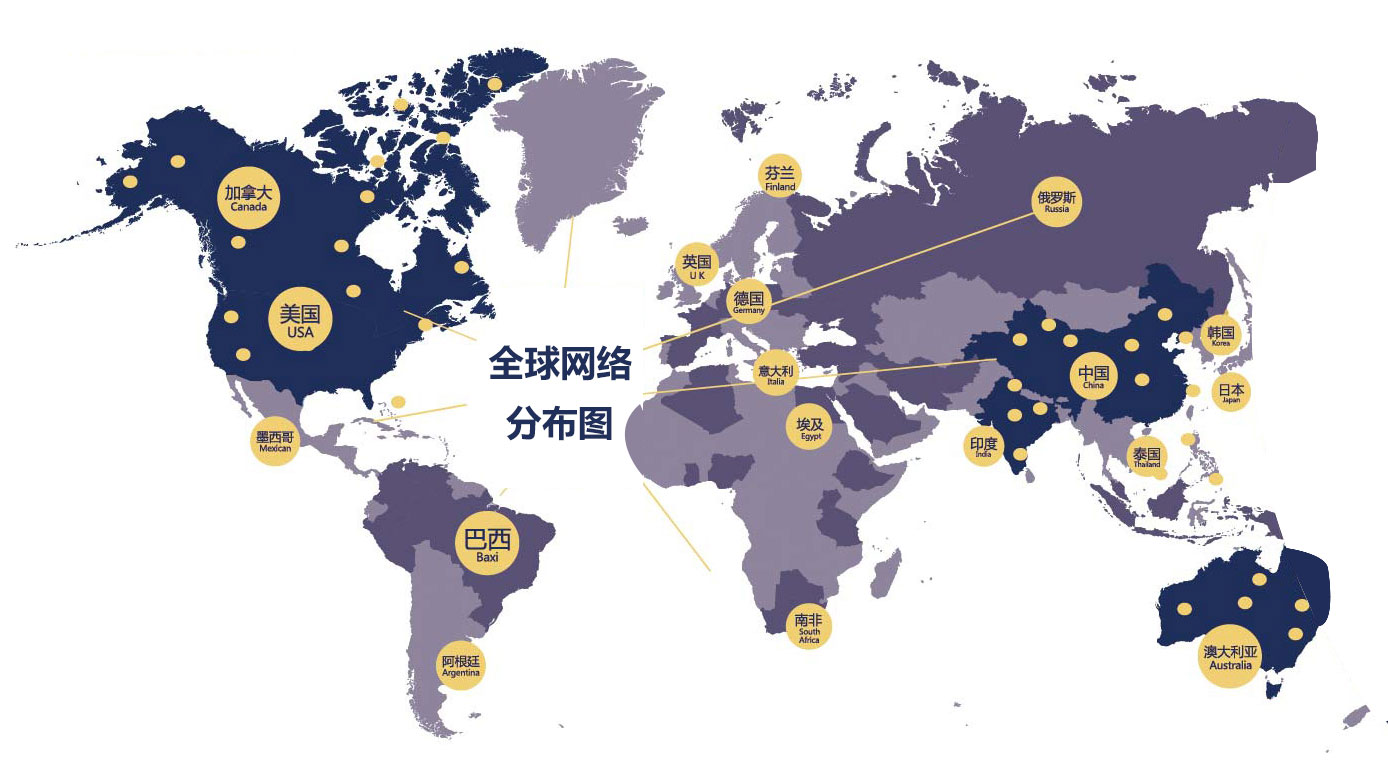 芬兰
Finland
加拿大
Canada
俄罗斯
Russia
英国
U K
德国
Germany
美国
USA
韩国
Korea
全球网络
分布图
意大利
Italia
中国
China
日本
Japan
埃及
Egypt
墨西哥
Mexican
印度
India
泰国
Thailand
巴西
Baxi
南非
South
Africa
阿根廷
Argentina
澳大利亚
Australia